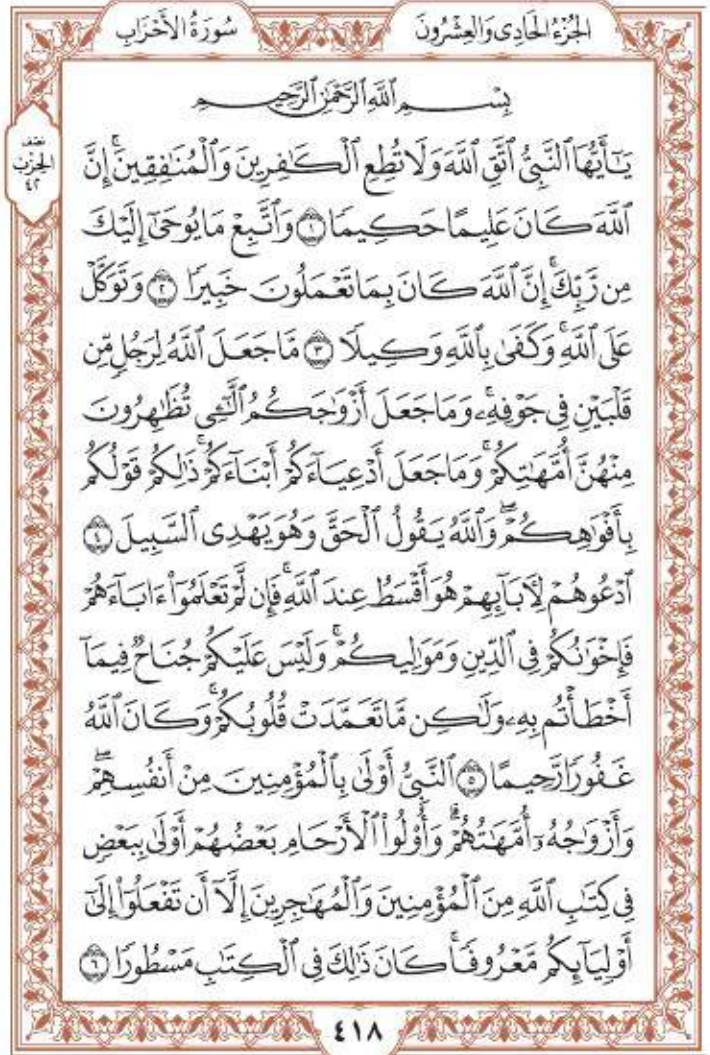 الجُزْءُ الحَادِى وَالعِشْرُونَ
سُورَةُ الأَحْزَابِ
بِسْمِ ٱللَّهِ ٱلرَّحْمَٰنِ ٱلرَّحِيمِ
يَٰٓأَيُّهَا ٱلنَّبِىُّ ٱتَّقِ ٱللَّهَ وَلَا تُطِعِ ٱلْكَٰفِرِينَ وَٱلْمُنَٰفِقِينَۚ إِنَّ
ٱللَّهَ كَانَ عَلِيمًا حَكِيمًا ١ وَٱتَّبِعْ مَا يُوحَىٰٓ إِلَيْكَ
مِن رَّبِّكَۚ إِنَّ ٱللَّهَ كَانَ بِمَا تَعْمَلُونَ خَبِيرًا ٢ وَتَوَكَّلْ
عَلَى ٱللَّهِۚ وَكَفَىٰ بِٱللَّهِ وَكِيلًا ٣ مَّا جَعَلَ ٱللَّهُ لِرَجُلٍ مِّن
قَلْبَيْنِ فِى جَوْفِهِۦۚ وَمَا جَعَلَ أَزْوَٰجَكُمُ ٱلَّٰٓـِٔى تُظَٰهِرُونَ
مِنْهُنَّ أُمَّهَٰتِكُمْۚ وَمَا جَعَلَ أَدْعِيَآءَكُمْ أَبْنَآءَكُمْۚ ذَٰلِكُمْ قَوْلُكُم
بِأَفْوَٰهِكُمْۖ وَٱللَّهُ يَقُولُ ٱلْحَقَّ وَهُوَ يَهْدِى ٱلسَّبِيلَ ٤
ٱدْعُوهُمْ لِأٓبَآئِهِمْ هُوَ أَقْسَطُ عِندَ ٱللَّهِۚ فَإِن لَّمْ تَعْلَمُوٓا۟ ءَابَآءَهُمْ
فَإِخْوَٰنُكُمْ فِى ٱلدِّينِ وَمَوَٰلِيكُمْۚ وَلَيْسَ عَلَيْكُمْ جُنَاحٌ فِيمَآ
أَخْطَأْتُم بِهِۦ وَلَٰكِن مَّا تَعَمَّدَتْ قُلُوبُكُمْۚ وَكَانَ ٱللَّهُ
غَفُورًا رَّحِيمًا ٥ ٱلنَّبِىُّ أَوْلَىٰ بِٱلْمُؤْمِنِينَ مِنْ أَنفُسِهِمْۖ
وَأَزْوَٰجُهُۥٓ أُمَّهَٰتُهُمْۗ وَأُو۟لُوا۟ ٱلْأَرْحَامِ بَعْضُهُمْ أَوْلَىٰ بِبَعْضٍ
فِى كِتَٰبِ ٱللَّهِ مِنَ ٱلْمُؤْمِنِينَ وَٱلْمُهَٰجِرِينَ إِلَّآ أَن تَفْعَلُوٓا۟ إِلَىٰٓ
أَوْلِيَآئِكُم مَّعْرُوفًاۚ كَانَ ذَٰلِكَ فِى ٱلْكِتَٰبِ مَسْطُورًا ٦
نصف
الحزب
٤٢
٤١٨